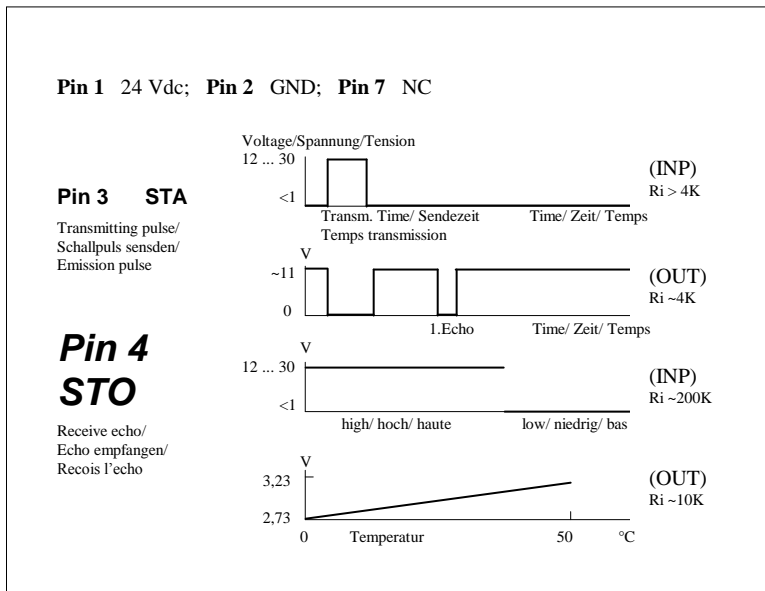 Pin 1 24 Vdc; Pin 2 GND; Pin 7 NC
Voltage/Spannung/Tension
12 ... 30
<1
(INP)
Ri > 4K
Pin 3 STA
Transmitting pulse/
Schallpuls sensden/
Emission pulse
Transm. Time/ Sendezeit
Temps transmission
Time/ Zeit/ Temps
V
~11
0
(OUT)
Ri ~4K
1.Echo
Time/ Zeit/ Temps
Pin 4
STO
Receive echo/
Echo empfangen/
Recois l'echo
V
12 ... 30
<1
(INP)
Ri ~200K
high/ hoch/ haute
low/ niedrig/ bas
V
3,23
2,73
(OUT)
Ri ~10K
0
Temperatur
50
°C